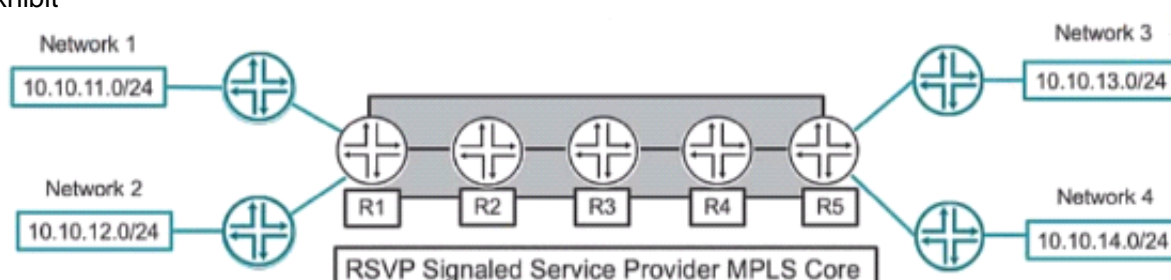 Network 1
10.10.11.0/24
Network 2
10.10.12.0/24
R1
R2
R3
R4
R5
RSVP Signaled Service Provider MPLS Core
Network 3
10.10.13.0/24
Network 4
10.10.14.0/24